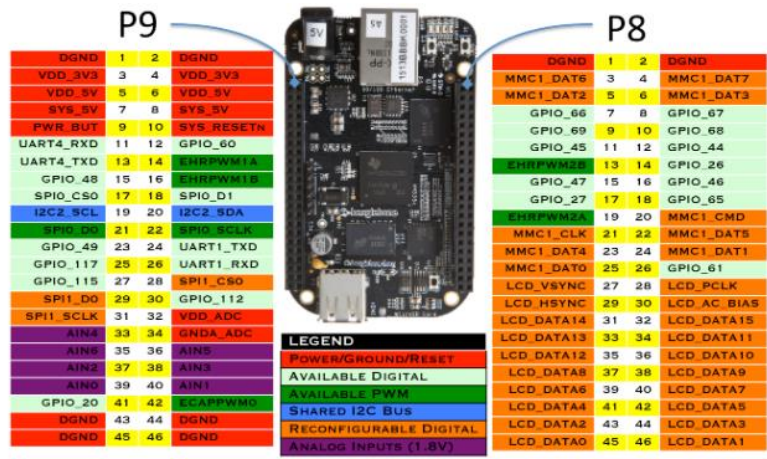 P9
P8
5V
DGND 1 2 DGND
VDD_3V3 3 4 VDD_3V3
VDD_5V 5 6 VDD_5V
SYS_5V 7 8 SYS_5V
PWR_BUT 9 10 SYS_RESETN
UART4_RXD 11 12 GPIO_60
UART4_TXD 13 14 EHRPWM1A
GPIO_48 15 16 EHRPWM1B
SPI0_CS0 17 18 SPI0_D1
I2C2_SCL 19 20 I2C2_SDA
SPI0_D0 21 22 SPI0_SCLK
GPIO_49 23 24 UART1_TXD
GPIO_117 25 26 UART1_RXD
GPIO_115 27 28 SPI1_CS0
SPI1_D0 29 30 GPIO_112
SPI1_SCLK 31 32 VDD_ADC
AIN4 33 34 GNDA_ADC
AIN6 35 36 AIN5
AIN2 37 38 AIN3
AIN0 39 40 AIN1
GPIO_20 41 42 ECAPPWM0
DGND 43 44 DGND
DGND 45 46 DGND
1513BBBK0001
LEGEND
POWER/GROUND/RESET
AVAILABLE DIGITAL
AVAILABLE PWM
SHARED I2C BUS
RECONFIGURABLE DIGITAL
ANALOG INPUTS (1.8V)
DGND 1 2 DGND
MMC1_DAT6 3 4 MMC1_DAT7
MMC1_DAT2 5 6 MMC1_DAT3
GPIO_66 7 8 GPIO_67
GPIO_69 9 10 GPIO_68
GPIO_45 11 12 GPIO_44
EHRPWM2B 13 14 GPIO_26
GPIO_47 15 16 GPIO_46
GPIO_27 17 18 GPIO_65
EHRPWM2A 19 20 MMC1_CMD
MMC1_CLK 21 22 MMC1_DAT5
MMC1_DAT4 23 24 MMC1_DAT1
MMC1_DAT0 25 26 GPIO_61
LCD_VSYNC 27 28 LCD_PCLK
LCD_HSYNC 29 30 LCD_AC_BIAS
LCD_DATA14 31 32 LCD_DATA15
LCD_DATA13 33 34 LCD_DATA11
LCD_DATA12 35 36 LCD_DATA10
LCD_DATA8 37 38 LCD_DATA9
LCD_DATA6 39 40 LCD_DATA7
LCD_DATA4 41 42 LCD_DATA5
LCD_DATA2 43 44 LCD_DATA3
LCD_DATA0 45 46 LCD_DATA1